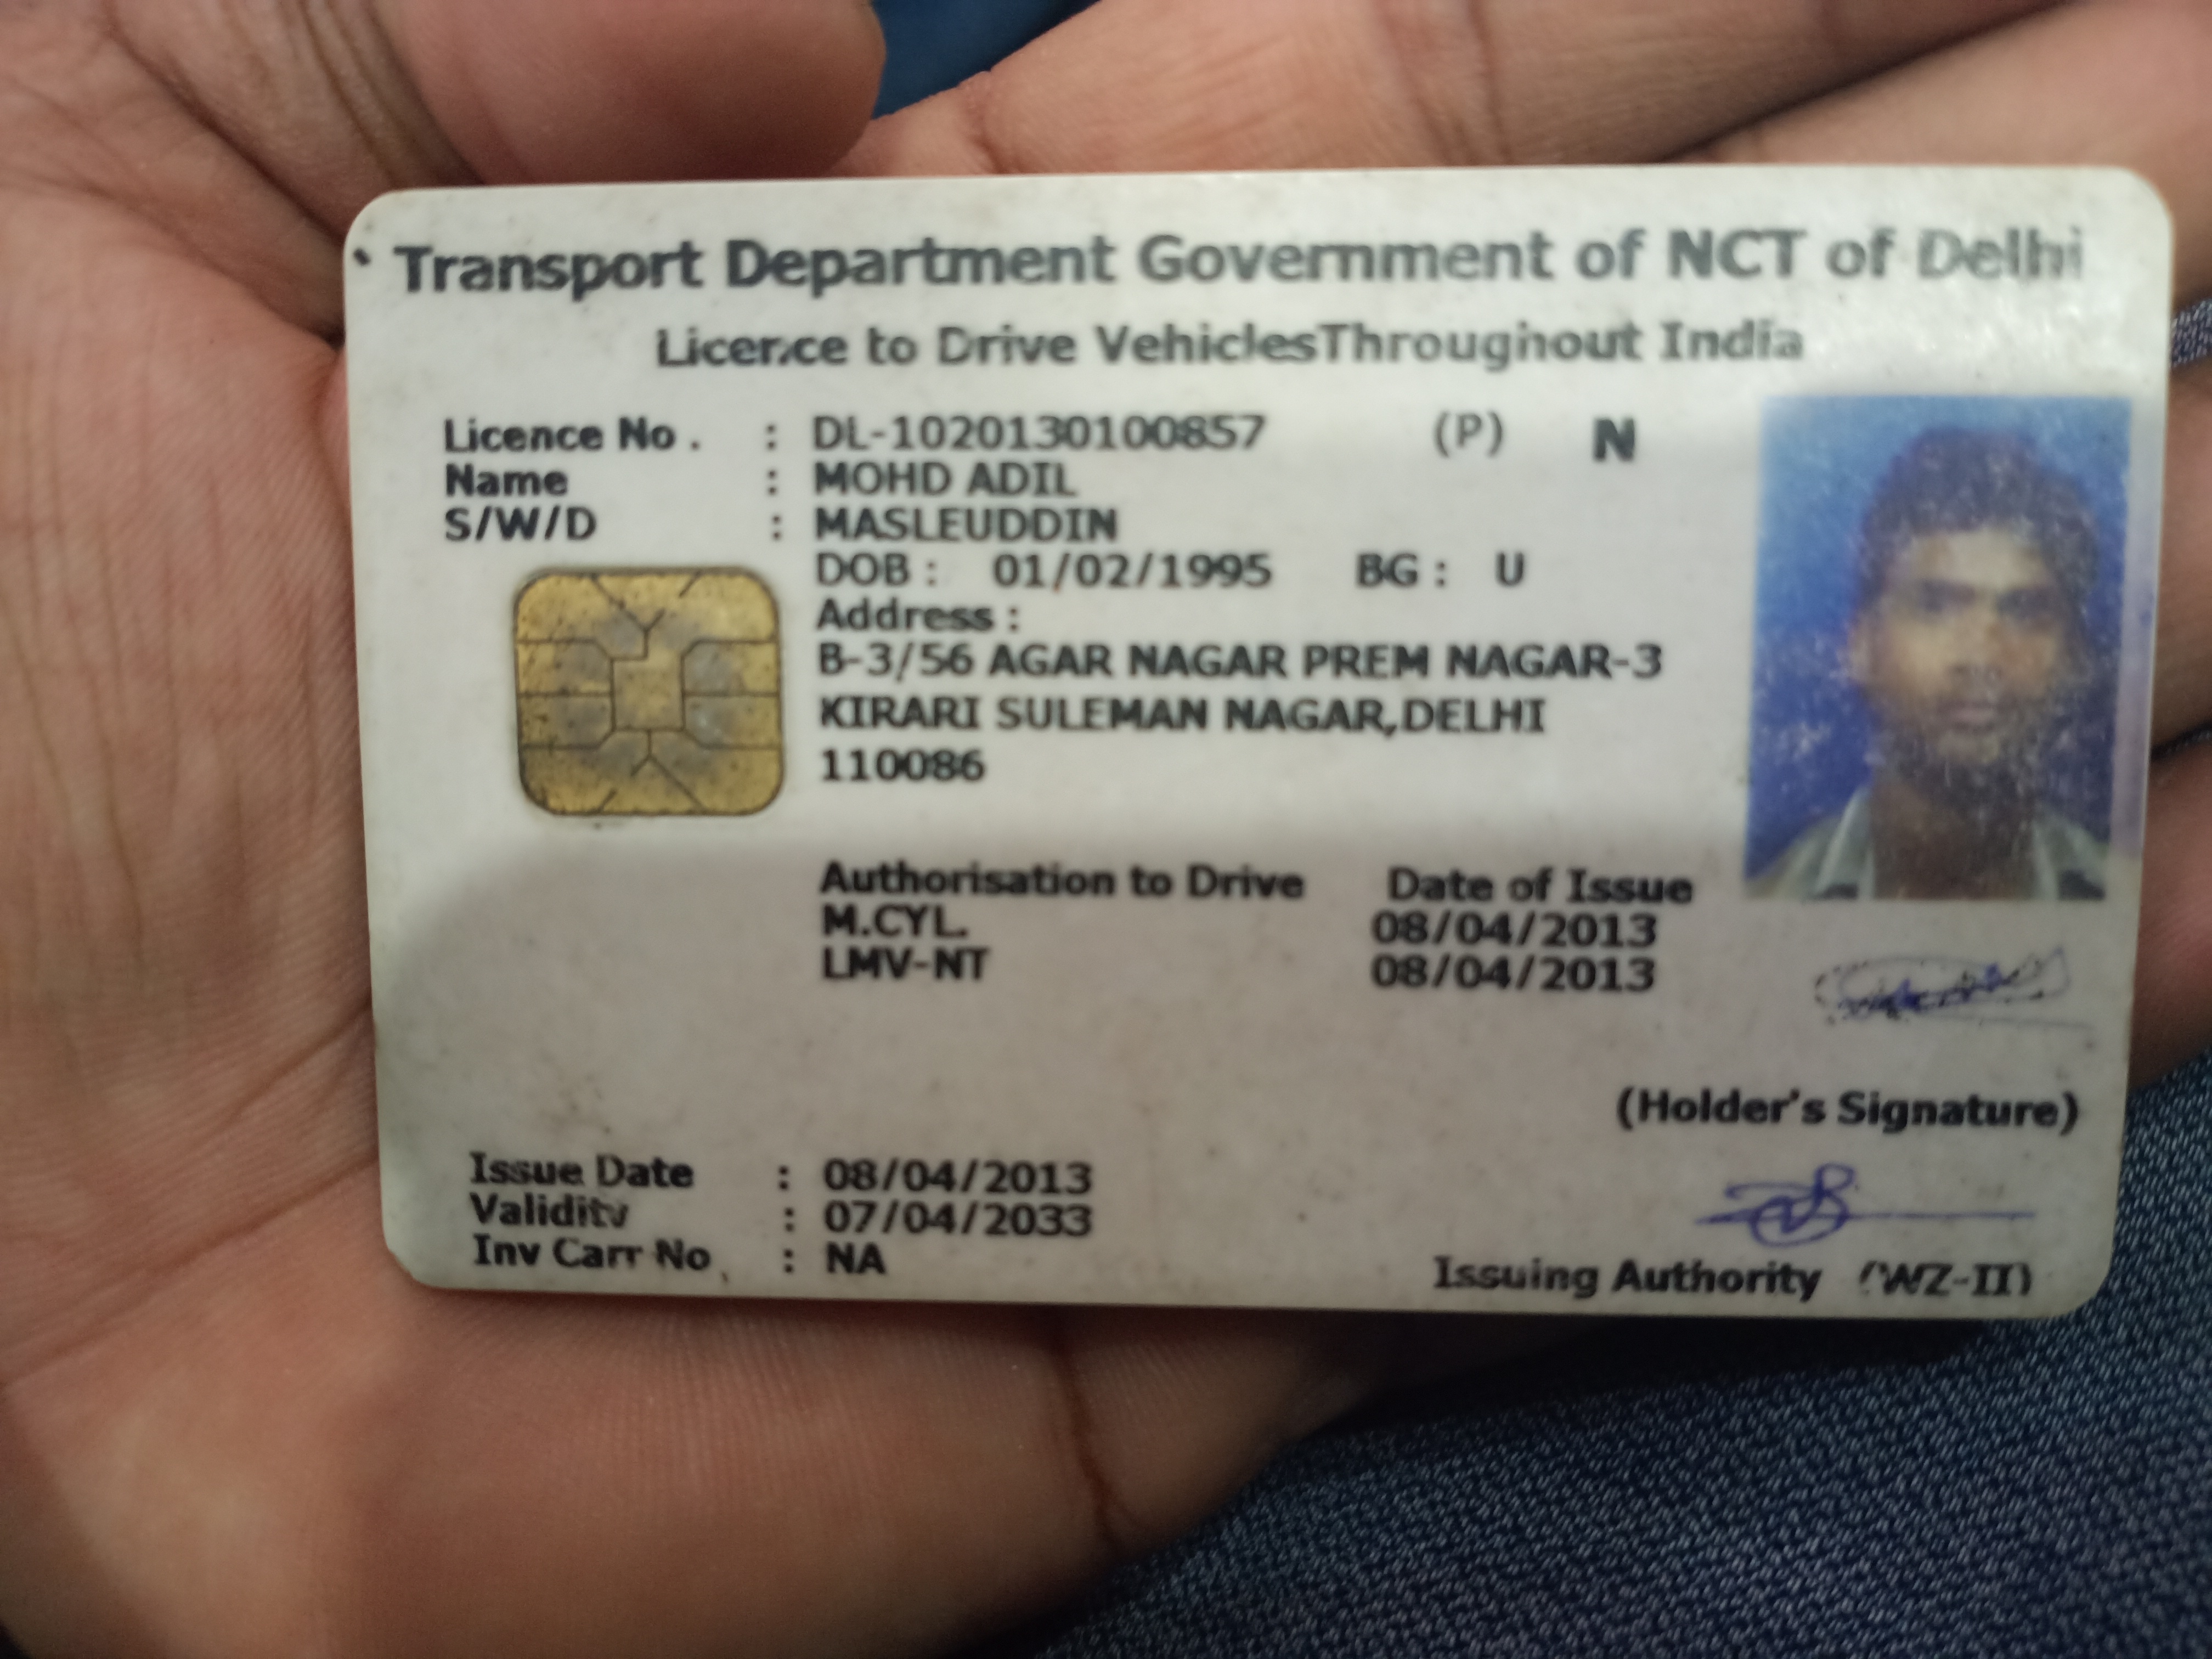 Transport Department Government of NCT of Delhi
Licence to Drive VehiclesThroughout India
Licence No. : DL-1020130100857 (P) N
Name : MOHD ADIL
S/W/D : MASLEUDDIN
DOB : 01/02/1995 BG : U
Address :
B-3/56 AGAR NAGAR PREM NAGAR-3
KIRARI SULEMAN NAGAR,DELHI
110086
Authorisation to Drive Date of Issue
M.CYL. 08/04/2013
LMV-NT 08/04/2013
(Holder's Signature)
Issue Date : 08/04/2013
Validity : 07/04/2033
Inv Carr No : NA
Issuing Authority (WZ-II)